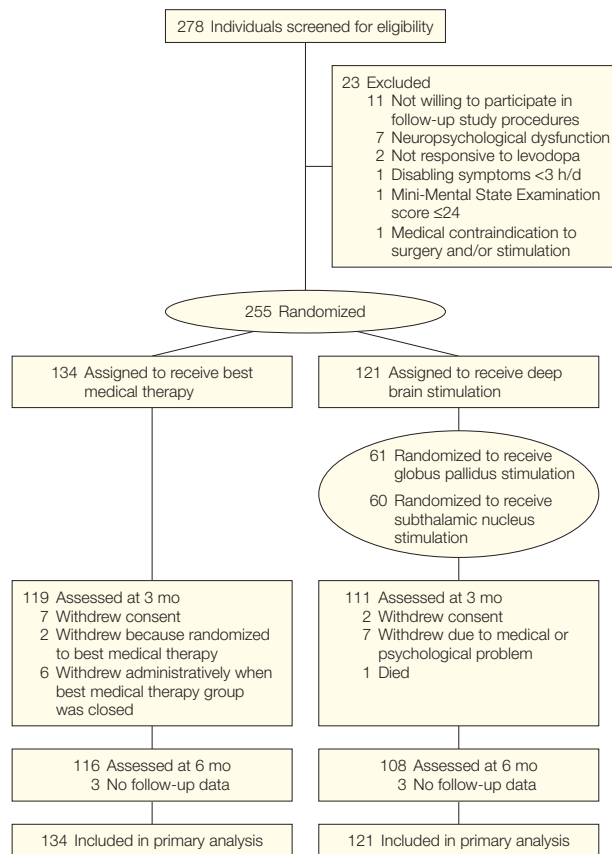 278 Individuals screened for eligibility
23 Excluded
11 Not willing to participate in
follow-up study procedures
7 Neuropsychological dysfunction
2 Not responsive to levodopa
1 Disabling symptoms <3 h/d
1 Mini-Mental State Examination
score ≤24
1 Medical contraindication to
surgery and/or stimulation
255 Randomized
134 Assigned to receive best
medical therapy
121 Assigned to receive deep
brain stimulation
61 Randomized to receive
globus pallidus stimulation
60 Randomized to receive
subthalamic nucleus
stimulation
119 Assessed at 3 mo
7 Withdrew consent
2 Withdrew because randomized
to best medical therapy
6 Withdrew administratively when
best medical therapy group
was closed
111 Assessed at 3 mo
2 Withdrew consent
7 Withdrew due to medical or
psychological problem
1 Died
116 Assessed at 6 mo
3 No follow-up data
108 Assessed at 6 mo
3 No follow-up data
134 Included in primary analysis
121 Included in primary analysis